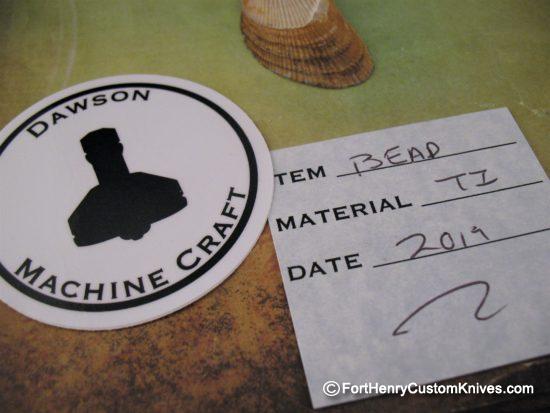 DAWSON
MACHINE CRAFT
TEM BEAD
MATERIAL TI
DATE 2019
©FortHenryCustomKnives.com